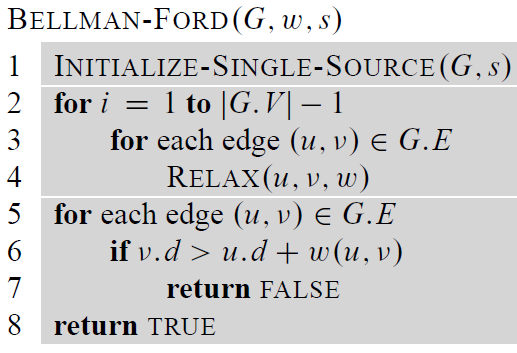 BELLMAN-FORD(G, w, s)
1 INITIALIZE-SINGLE-SOURCE(G, s)
2 for i = 1 to |G.V| − 1
3 for each edge (u, v) ∈ G.E
4 RELAX(u, v, w)
5 for each edge (u, v) ∈ G.E
6 if v.d > u.d + w(u, v)
7 return FALSE
8 return TRUE